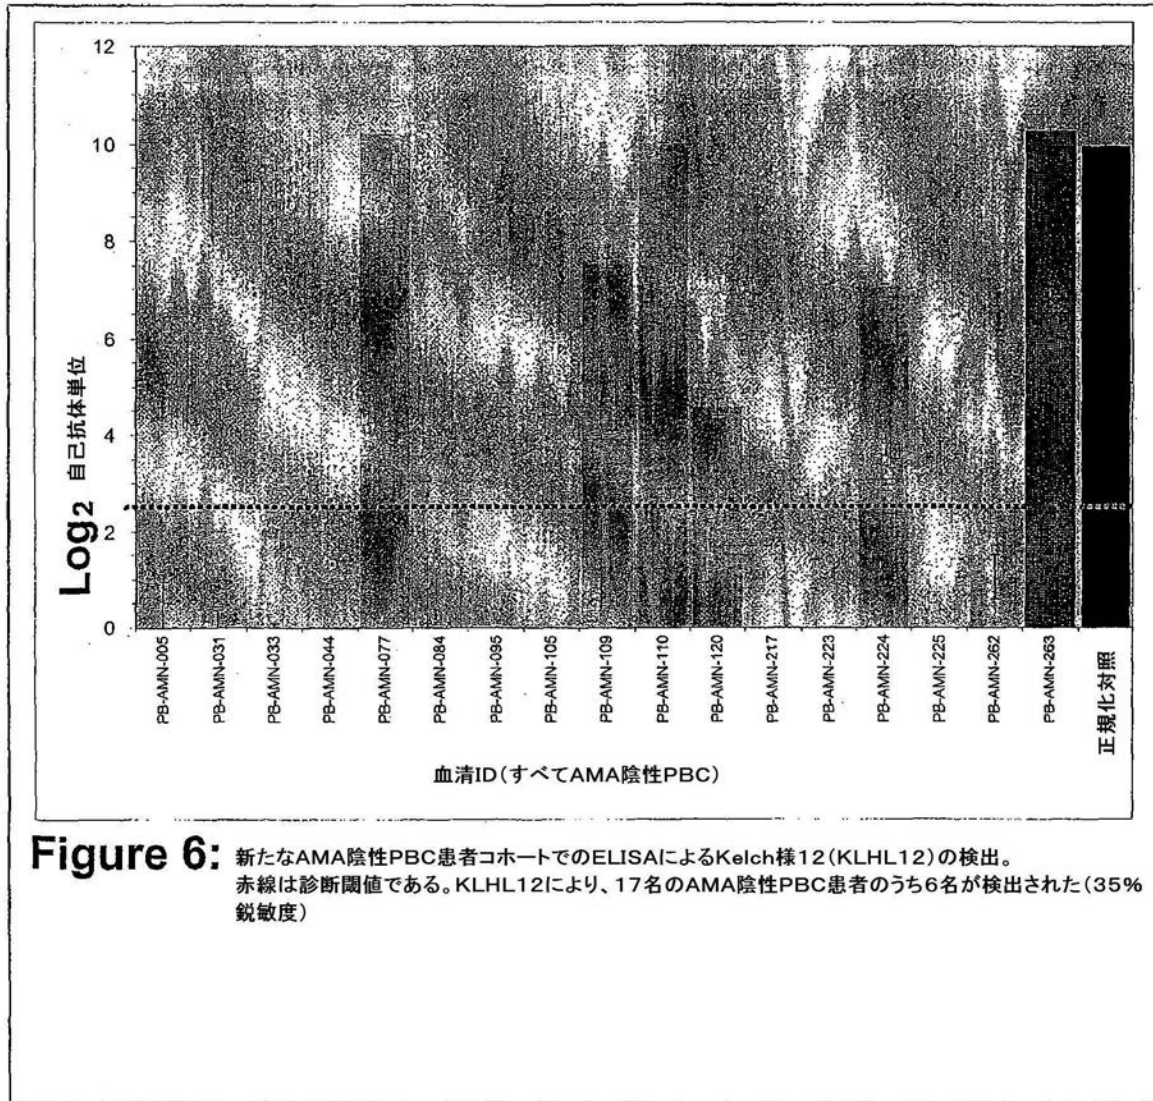 12
10
8
6
4
2
0
Log2 自己抗体単位
PB-AMN-005
PB-AMN-031
PB-AMN-033
PB-AMN-044
PB-AMN-077
PB-AMN-084
PB-AMN-095
PB-AMN-105
PB-AMN-109
PB-AMN-110
PB-AMN-120
PB-AMN-217
PB-AMN-223
PB-AMN-224
PB-AMN-225
PB-AMN-262
PB-AMN-263
正規化対照
血清ID(すべてAMA陰性PBC)
Figure 6: 新たなAMA陰性PBC患者コホートでのELISAによるKelch様12(KLHL12)の検出。
赤線は診断閾値である。KLHL12により、17名のAMA陰性PBC患者のうち6名が検出された(35%
鋭敏度)